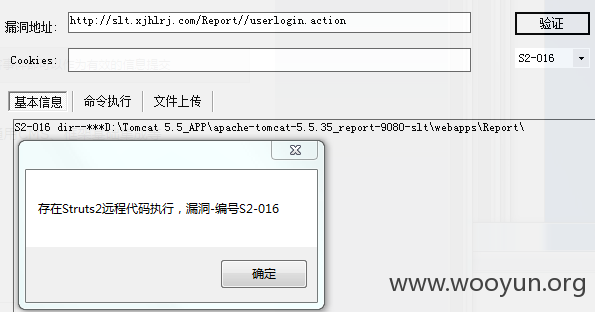 漏洞地址: http://slt.xjhlrj.com/Report//userlogin.action 验证
Cookies: S2-016
基本信息 命令执行 文件上传
S2-016 dir--***D:\Tomcat 5.5_APP\apache-tomcat-5.5.35_report-9080-slt\webapps\Report\
存在Struts2远程代码执行，漏洞-编号S2-016
确定
www.wooyun.org